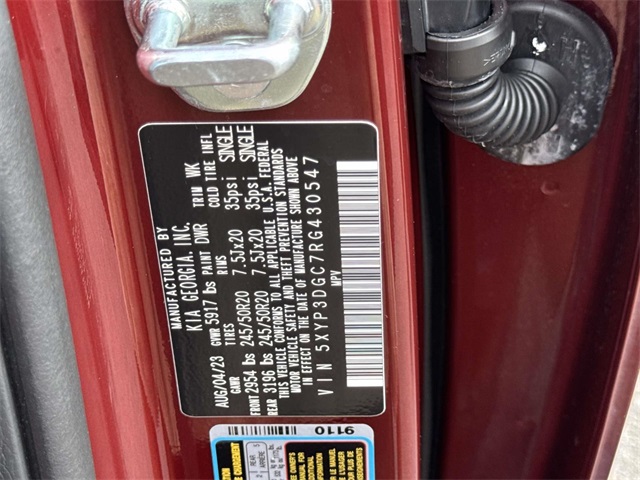 MANUFACTURED BY
KIA GEORGIA, INC.
AUG/04/23 GVWR 5917 lbs PAINT DWR TRIM WK
GAWR TIRES RIMS COLD TIRE INFL
FRONT 2954 lbs 245/50R20 7.5Jx20 35psi SINGLE
REAR 3196 lbs 245/50R20 7.5Jx20 35psi SINGLE
THIS VEHICLE CONFORMS TO ALL APPLICABLE U.S.A. FEDERAL
MOTOR VEHICLE SAFETY AND THEFT PREVENTION STANDARDS
IN EFFECT ON THE DATE OF MANUFACTURE SHOWN ABOVE
VIN 5XYP3DGC7RG430547
MPV
9110
REAR
ARRIÈRE